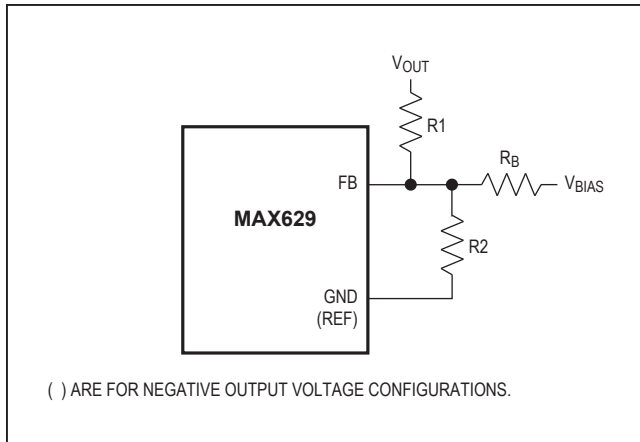 VOUT
R1
RB
FB
VBIAS
MAX629
R2
GND
(REF)
( ) ARE FOR NEGATIVE OUTPUT VOLTAGE CONFIGURATIONS.